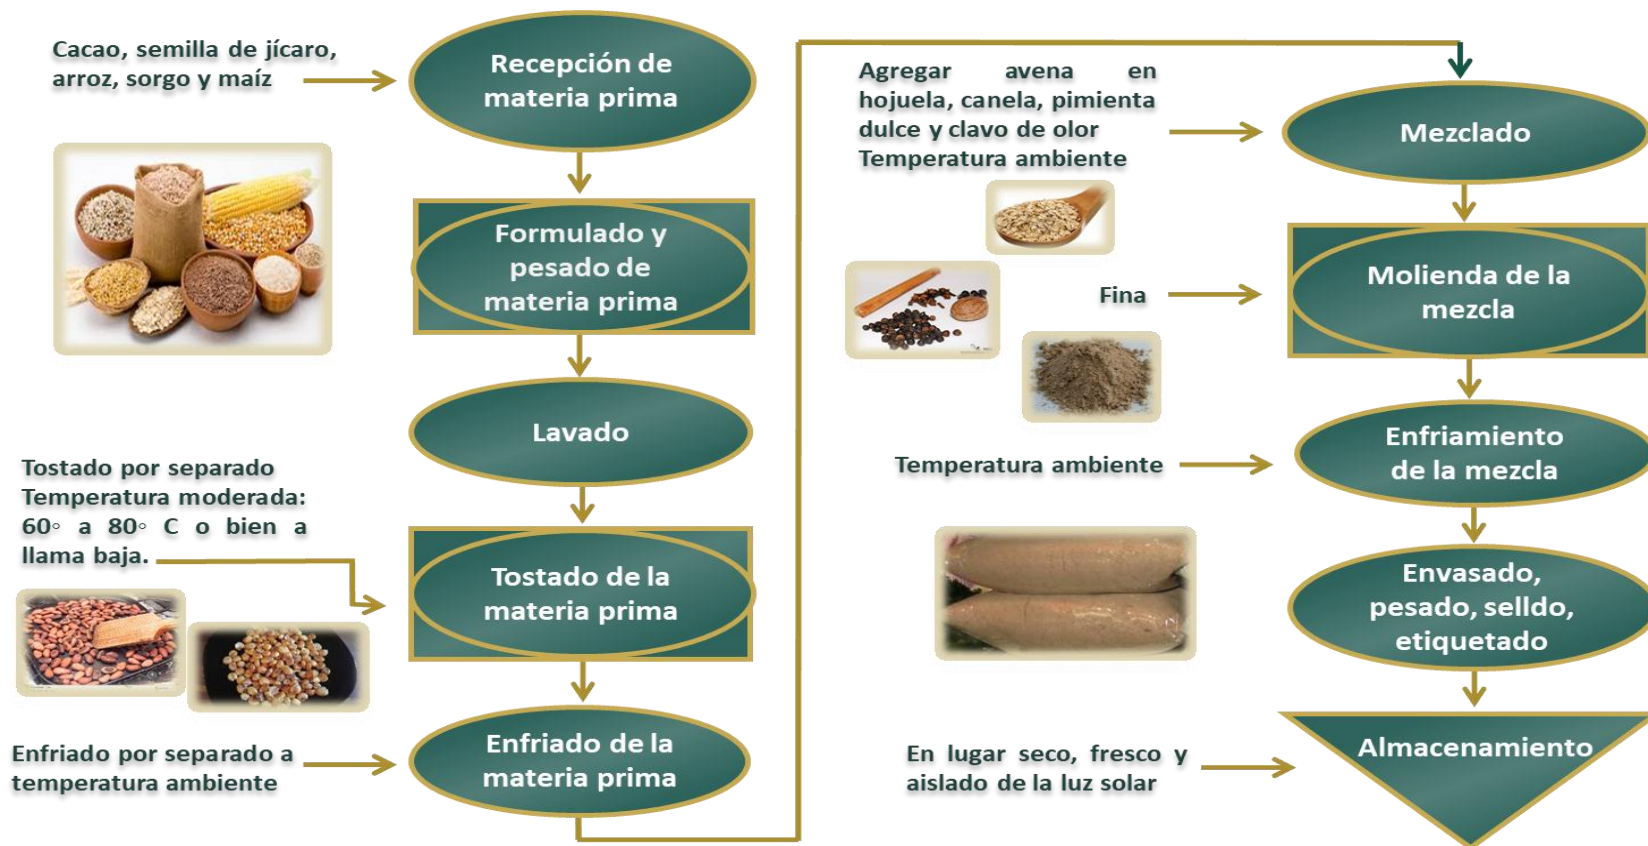 Cacao, semilla de jícaro,
arroz, sorgo y maíz
Recepción de
materia prima
Formulado y
pesado de
materia prima
Lavado
Tostado por separado
Temperatura moderada:
60◦ a 80◦ C o bien a
llama baja.
Tostado de la
materia prima
Enfriado por separado a
temperatura ambiente
Enfriado de la
materia prima
Agregar avena en
hojuela, canela, pimienta
dulce y clavo de olor
Temperatura ambiente
Mezclado
Fina
Molienda de la
mezcla
Temperatura ambiente
Enfriamiento
de la mezcla
Envasado,
pesado, selldo,
etiquetado
En lugar seco, fresco y
aislado de la luz solar
Almacenamiento